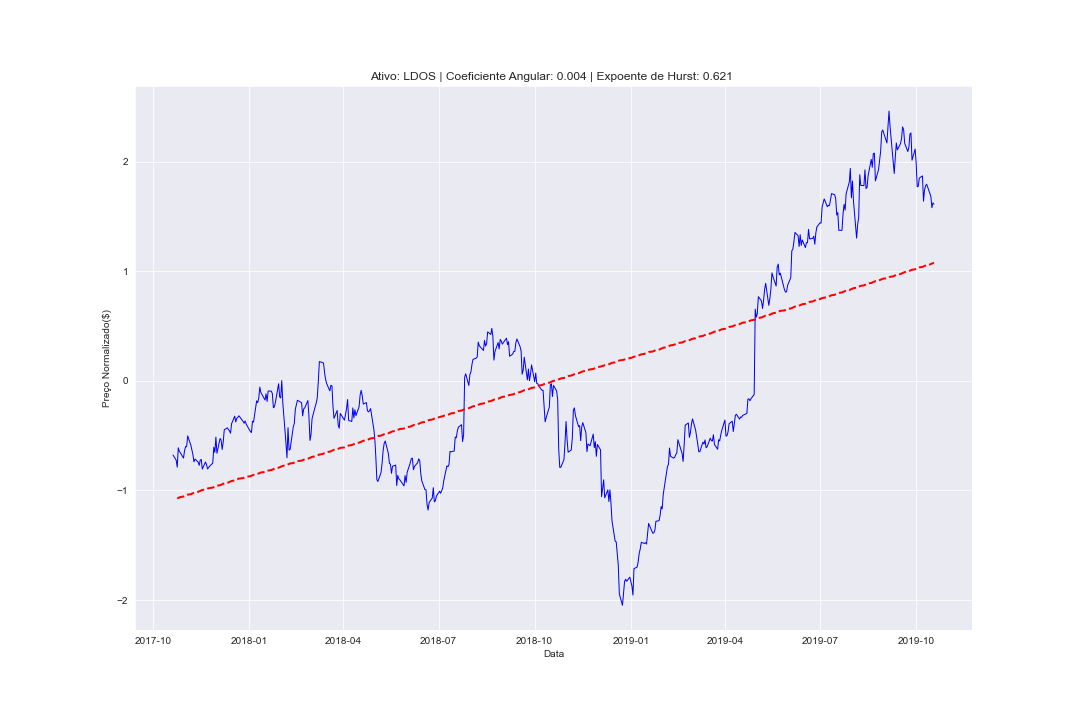 Ativo: LDOS | Coeficiente Angular: 0.004 | Expoente de Hurst: 0.621
Preço Normalizado($)
2
1
0
−1
−2
2017-10 2018-01 2018-04 2018-07 2018-10 2019-01 2019-04 2019-07 2019-10
Data